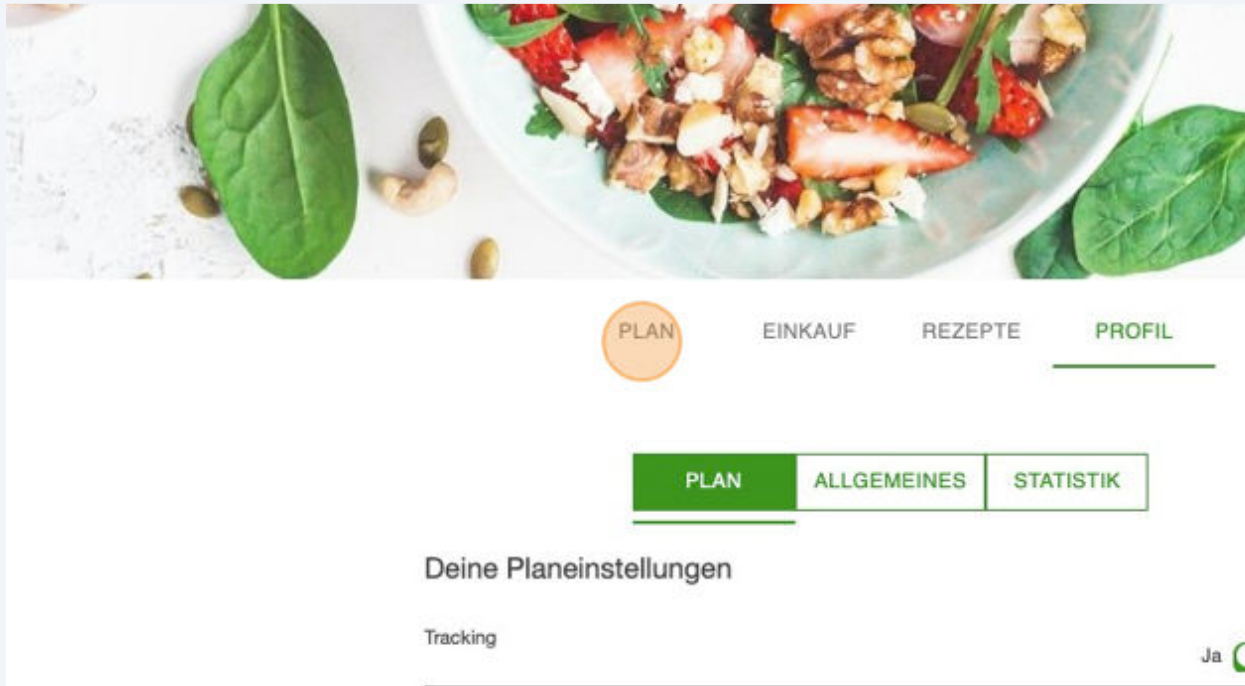 PLAN EINKAUF REZEPTE PROFIL
PLAN ALLGEMEINES STATISTIK
Deine Planeinstellungen
Tracking
Ja